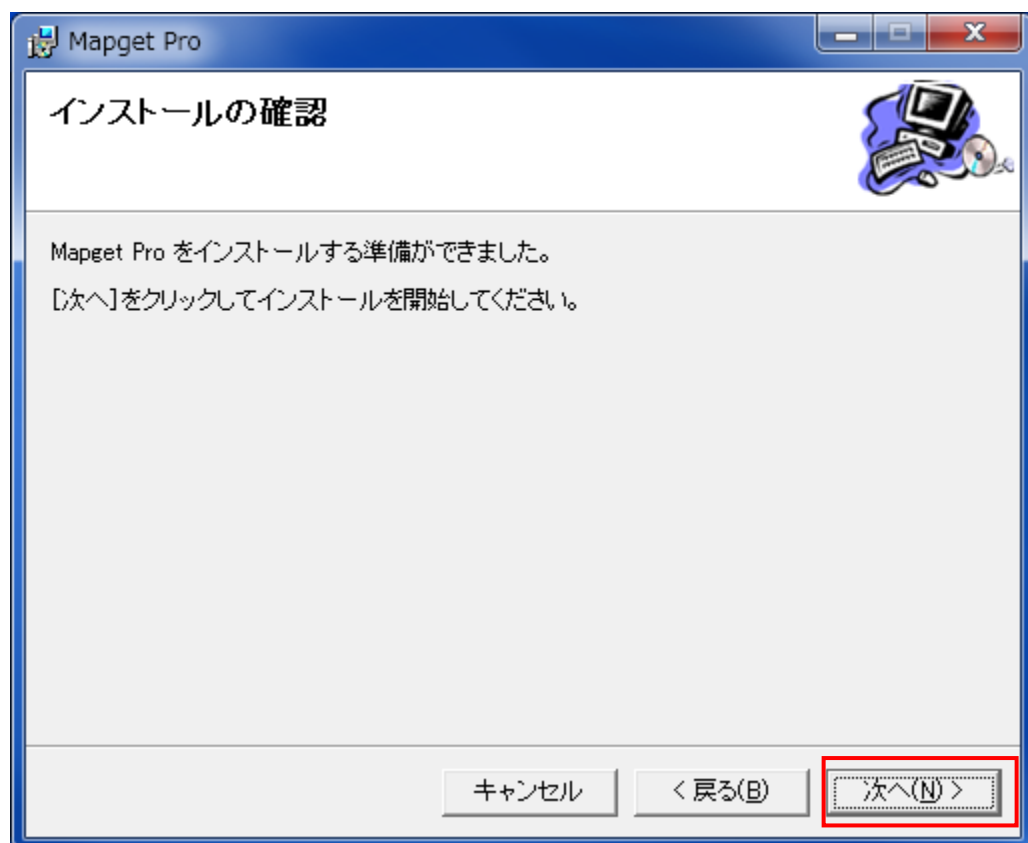 Mapget Pro
インストールの確認
Mapget Pro をインストールする準備ができました。
[次へ]をクリックしてインストールを開始してください。
キャンセル
< 戻る(B)
次へ(N) >